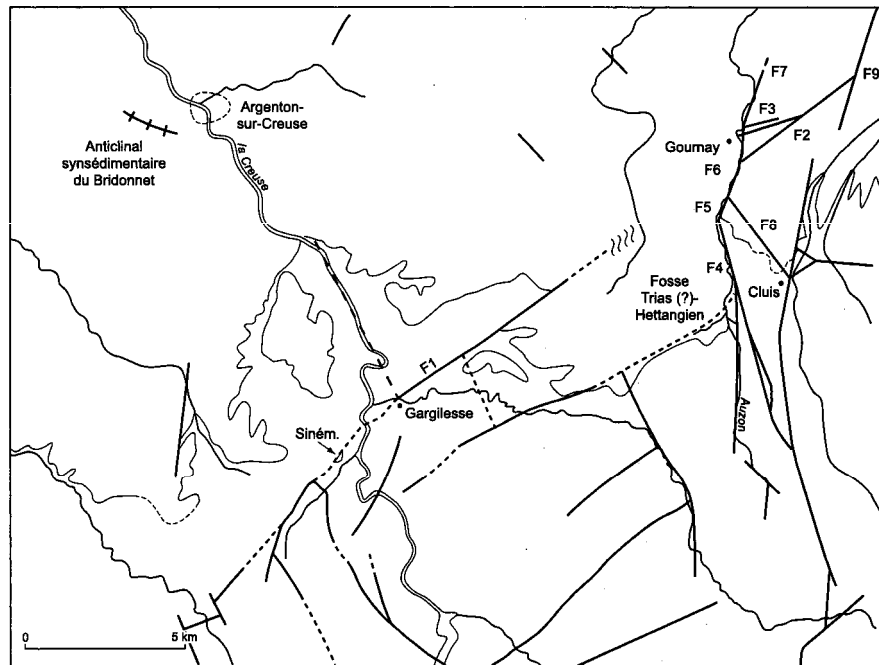 F7
F9
Argenton-
sur-Creuse
F3
F2
Anticlinal
synsédimentaire
du Bridonnet
la Creuse
Gournay
F6
F5
F8
F4
Fosse
Trias (?)-
Hettangien
Cluis
F1
Gargilesse
Auzon
Siném.
0
5 km